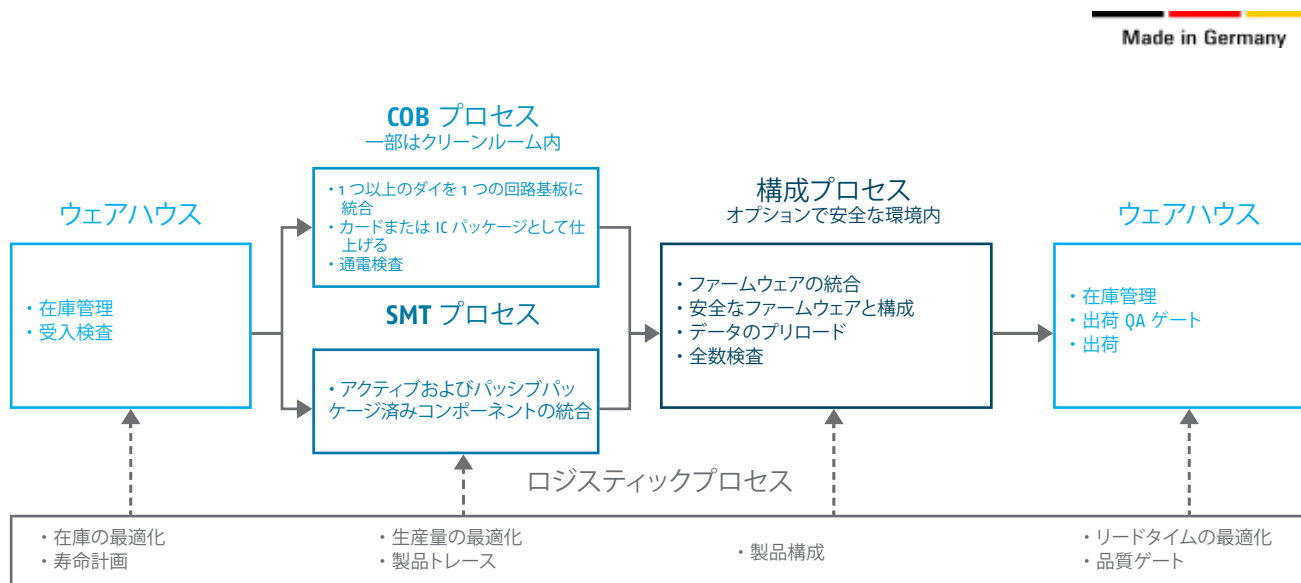 Made in Germany
COB プロセス
一部はクリーンルーム内
・1 つ以上のダイを 1 つの回路基板に
統合
・カードまたは IC パッケージとして仕
上げる
・通電検査
ウェアハウス
・在庫管理
・受入検査
SMT プロセス
・アクティブおよびパッシブパッ
ケージ済みコンポーネントの統合
構成プロセス
オプションで安全な環境内
・ファームウェアの統合
・安全なファームウェアと構成
・データのプリロード
・全数検査
ウェアハウス
・在庫管理
・出荷 QA ゲート
・出荷
ロジスティックプロセス
・在庫の最適化
・寿命計画
・生産量の最適化
・製品トレース
・製品構成
・リードタイムの最適化
・品質ゲート